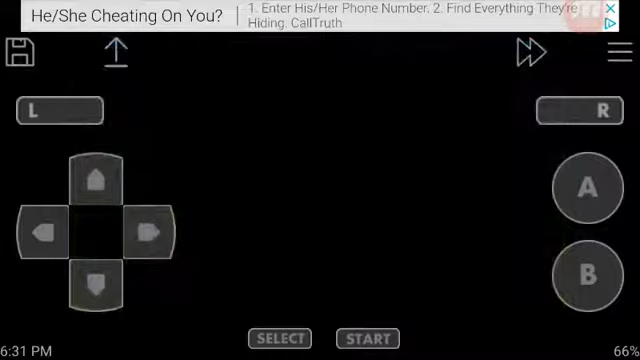 He/She Cheating On You?
1. Enter His/Her Phone Number. 2. Find Everything They're
Hiding. CallTruth
L
R
A
B
SELECT
START
6:31 PM
66%